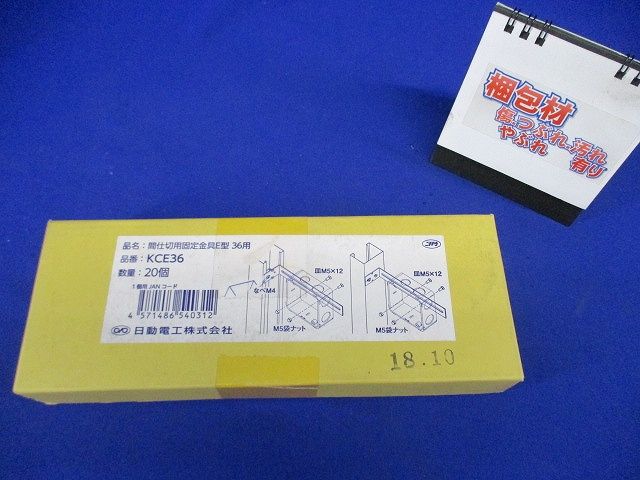 梱包材
傷つぶれ汚れ
やぶれ 有り
品名：間仕切用固定金具E型 36用
品番：KCE36
数量：20個
1個用 JANコード
4 571486 540312
日動電工株式会社
なべM4
皿M5×12
M5袋ナット
皿M5×12
M5袋ナット
18.10